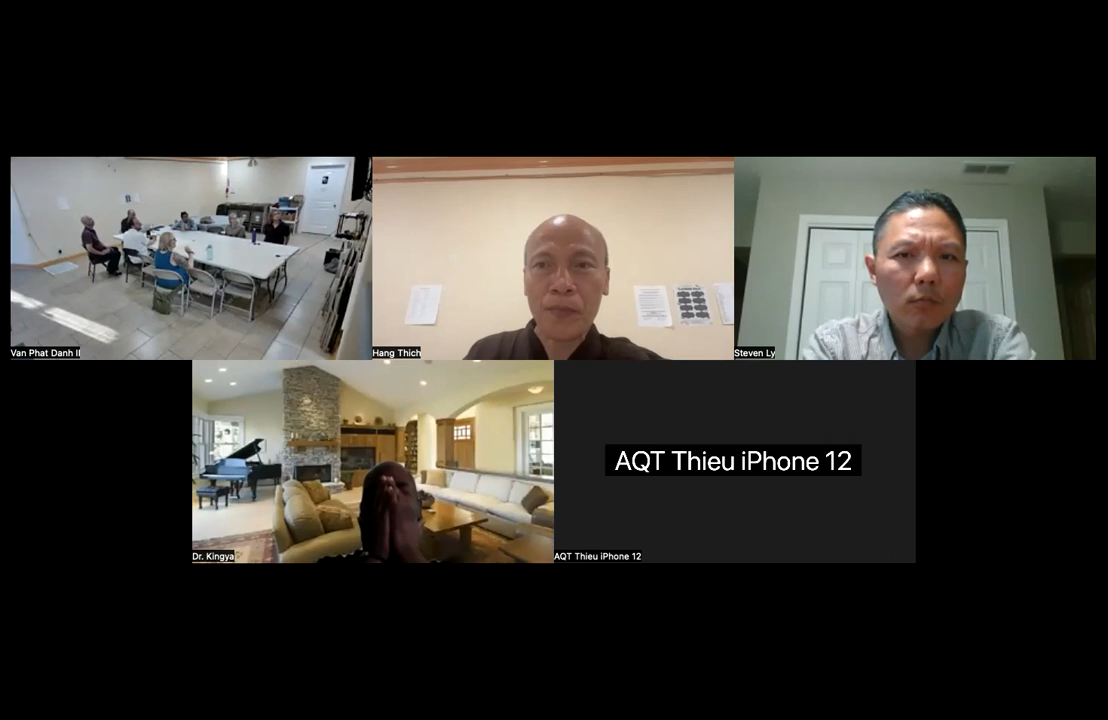 Van Phat Danh II
Hang Thich
Steven Ly
AQT Thieu iPhone 12
Dr. Kingya
AQT Thieu iPhone 12